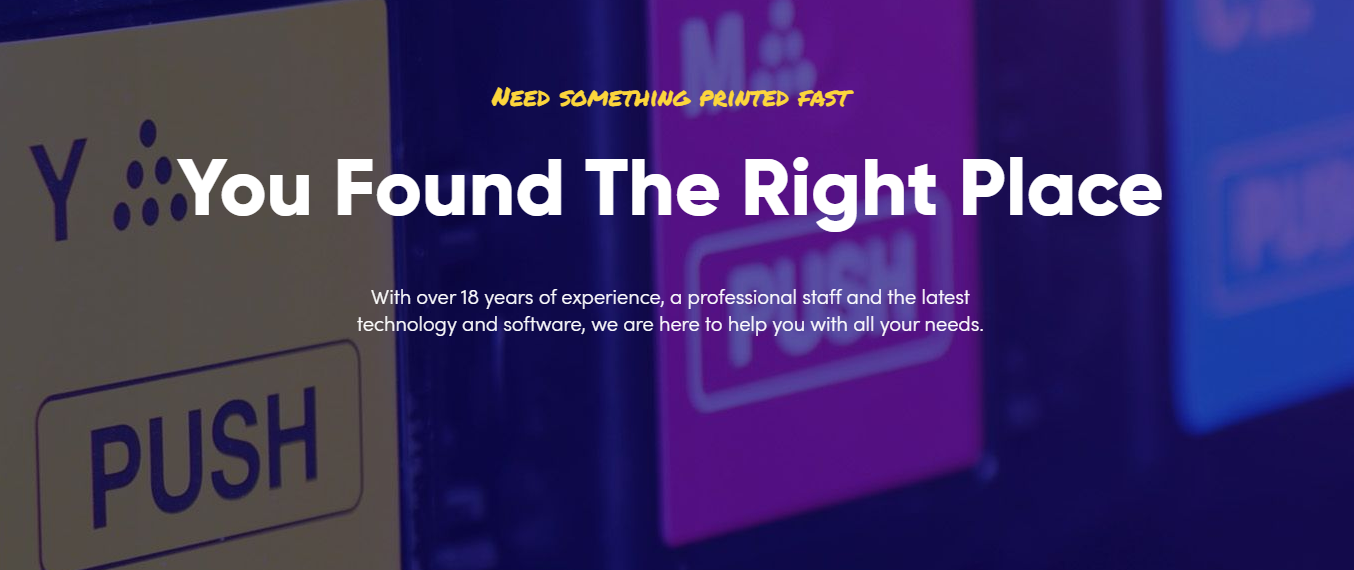 Need something printed fast
You Found The Right Place
With over 18 years of experience, a professional staff and the latest
technology and software, we are here to help you with all your needs.
Y
M
PUSH
PUSH
PUSH